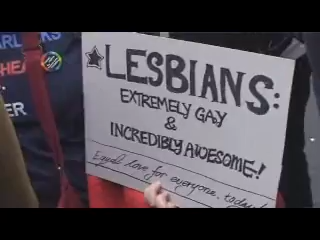 LESBIANS:
EXTREMELY GAY
&
INCREDIBLY AWESOME!
Equal love for everyone, today!